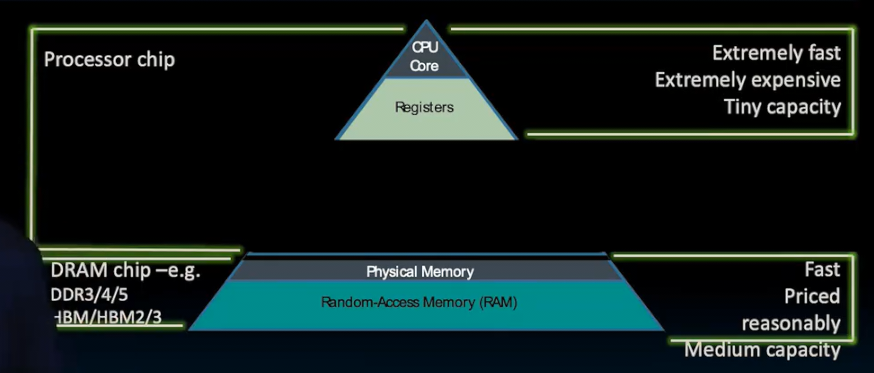 CPU
Core
Processor chip
Extremely fast
Extremely expensive
Tiny capacity
Registers
DRAM chip –e.g.
DDR3/4/5
HBM/HBM2/3
Physical Memory
Random-Access Memory (RAM)
Fast
Priced
reasonably
Medium capacity